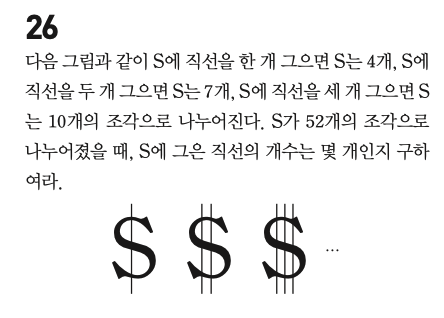 26
다음 그림과 같이 S에 직선을 한 개 그으면 S는 4개, S에
직선을 두 개 그으면 S는 7개, S에 직선을 세 개 그으면 S
는 10개의 조각으로 나누어진다. S가 52개의 조각으로
나누어졌을 때, S에 그은 직선의 개수는 몇 개인지 구하
여라.
S S S ...